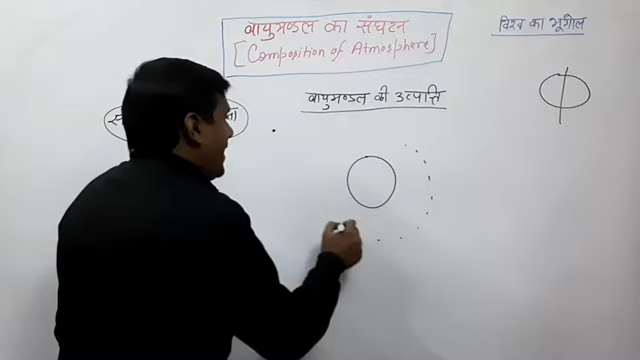 वायुमण्डल का संघटन
[Composition of Atmosphere]
विश्व का भूगोल
वायुमण्डल की उत्पत्ति